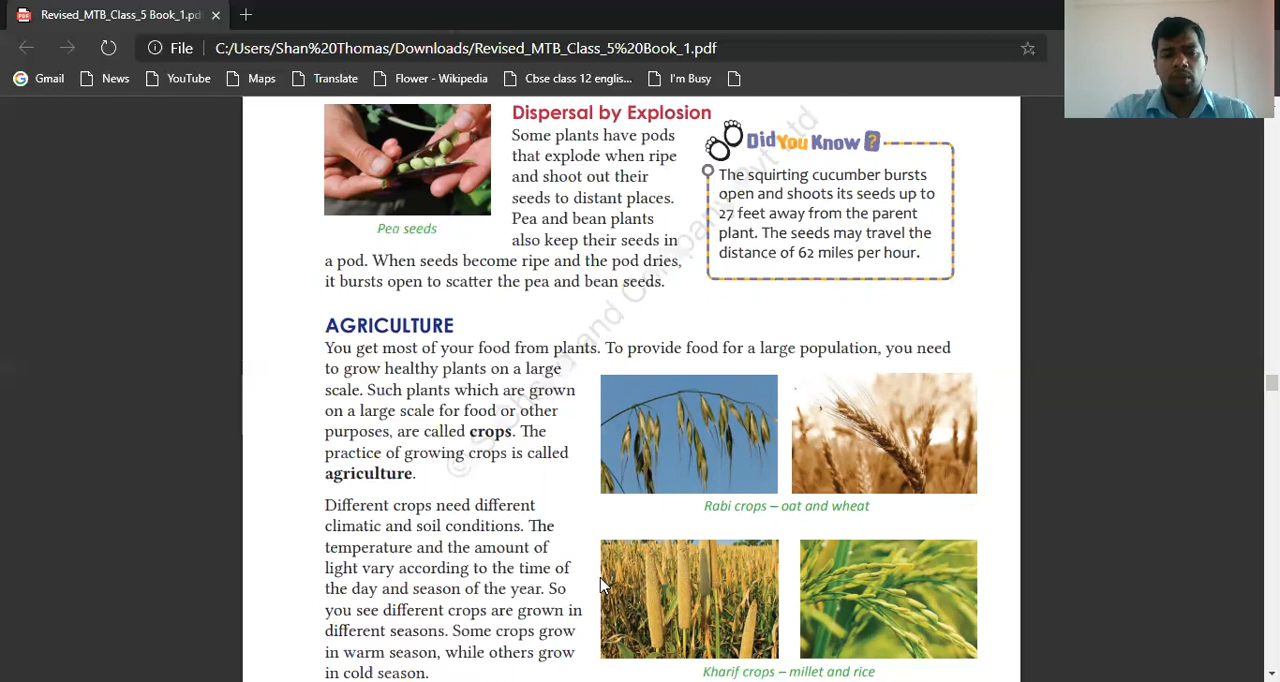 Revised_MTB_Class_5 Book_1.pd
File
C:/Users/Shan%20Thomas/Downloads/Revised_MTB_Class_5%20Book_1.pdf
Gmail
News
YouTube
Maps
Translate
Flower - Wikipedia
Cbse class 12 englis...
I'm Busy
Pea seeds
Dispersal by Explosion
Some plants have pods
that explode when ripe
and shoot out their
seeds to distant places.
Pea and bean plants
also keep their seeds in
a pod. When seeds become ripe and the pod dries,
it bursts open to scatter the pea and bean seeds.
Did You Know ?
The squirting cucumber bursts
open and shoots its seeds up to
27 feet away from the parent
plant. The seeds may travel the
distance of 62 miles per hour.
AGRICULTURE
You get most of your food from plants. To provide food for a large population, you need
to grow healthy plants on a large
scale. Such plants which are grown
on a large scale for food or other
purposes, are called crops. The
practice of growing crops is called
agriculture.
Different crops need different
climatic and soil conditions. The
temperature and the amount of
light vary according to the time of
the day and season of the year. So
you see different crops are grown in
different seasons. Some crops grow
in warm season, while others grow
in cold season.
Rabi crops – oat and wheat
Kharif crops – millet and rice